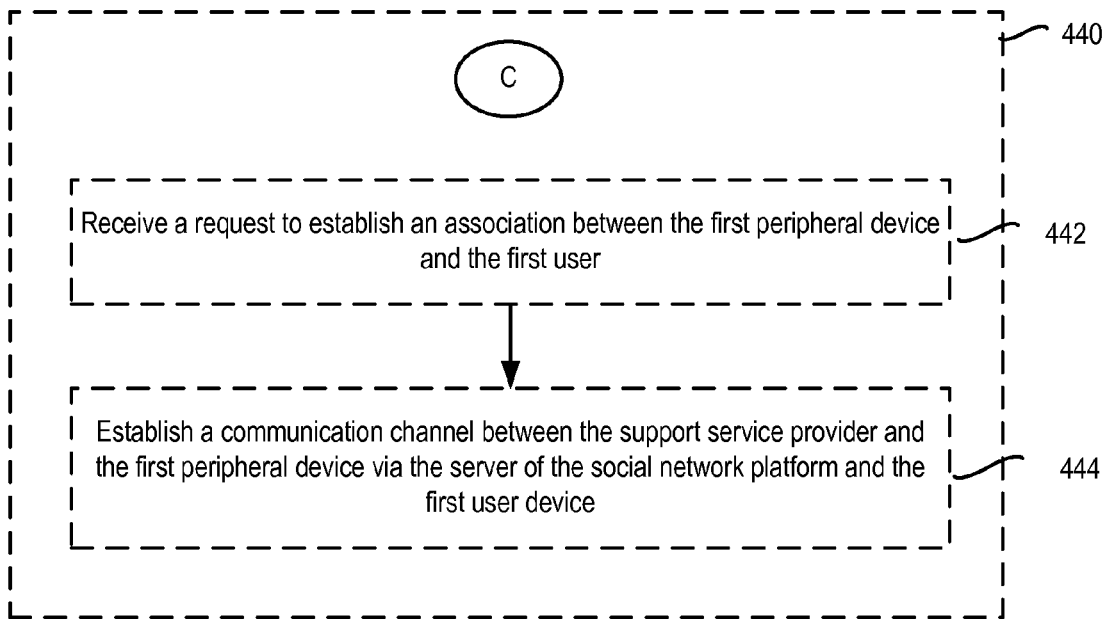 440
C
Receive a request to establish an association between the first peripheral device
and the first user
442
Establish a communication channel between the support service provider and
the first peripheral device via the server of the social network platform and the
first user device
444